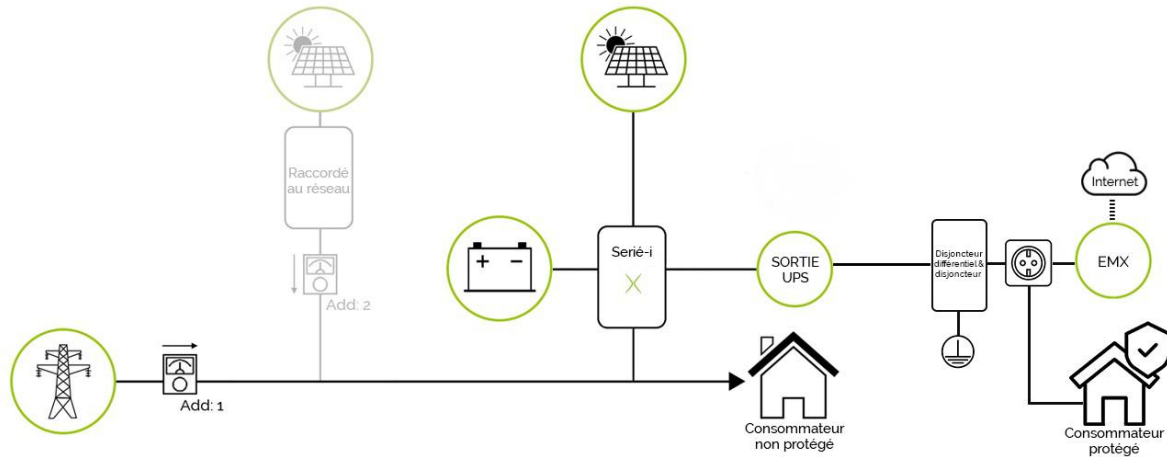 Raccordé
au réseau
Add: 2
Add: 1
Serié-i
X
+ -
SORTIE
UPS
Disjoncteur
différentiel &
disjoncteur
Internet
EMX
Consommateur
non protégé
Consommateur
protégé